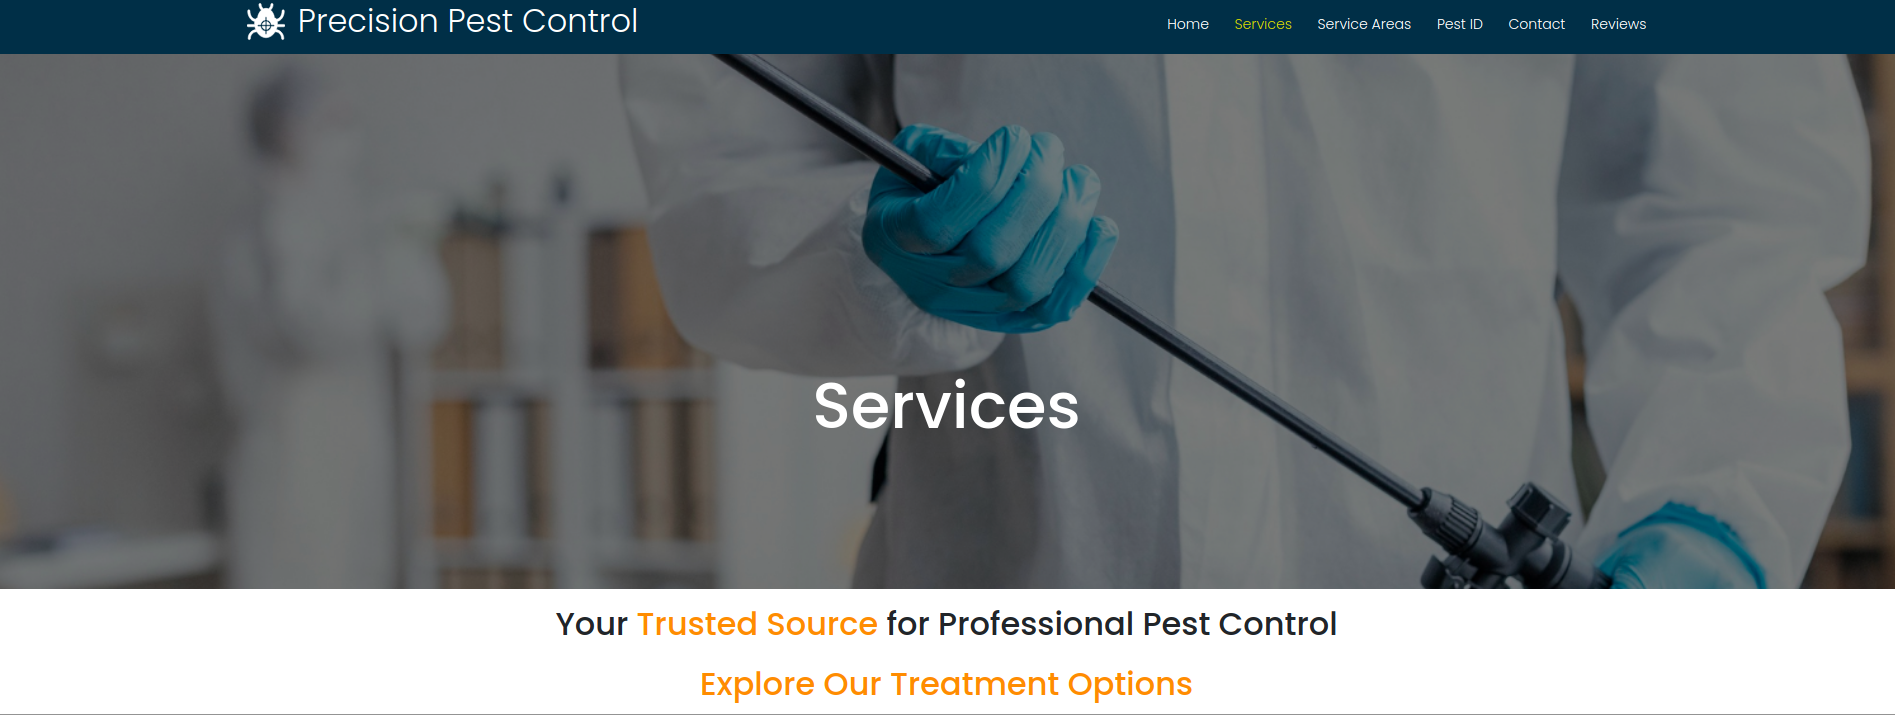 Precision Pest Control
Home Services Service Areas Pest ID Contact Reviews
Services
Your Trusted Source for Professional Pest Control
Explore Our Treatment Options